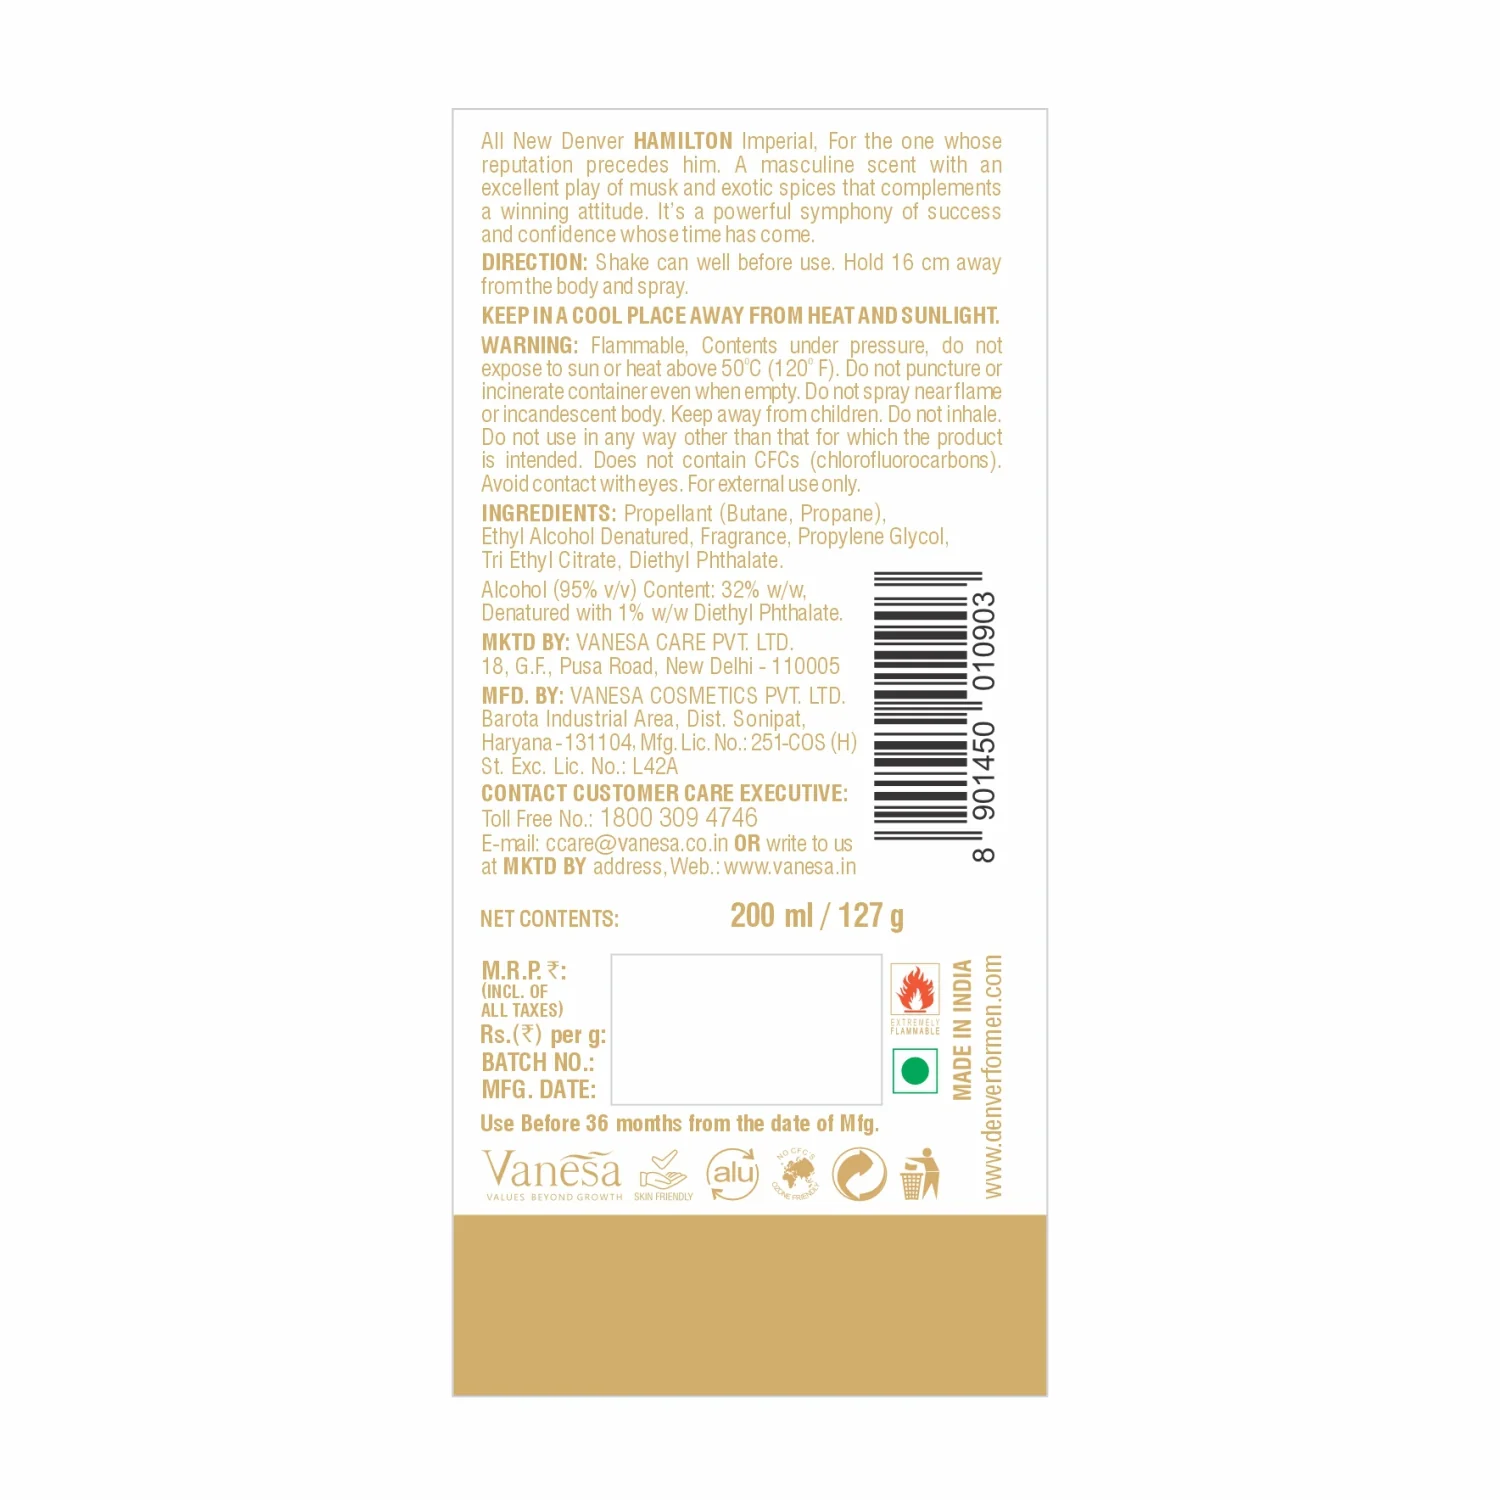 All New Denver HAMILTON Imperial, For the one whose
reputation precedes him. A masculine scent with an
excellent play of musk and exotic spices that complements
a winning attitude. It's a powerful symphony of success
and confidence whose time has come.
DIRECTION: Shake can well before use. Hold 16 cm away
from the body and spray.
KEEP IN A COOL PLACE AWAY FROM HEAT AND SUNLIGHT.
WARNING: Flammable, Contents under pressure, do not
expose to sun or heat above 50°C (120° F). Do not puncture or
incinerate container even when empty. Do not spray near flame
or incandescent body. Keep away from children. Do not inhale.
Do not use in any way other than that for which the product
is intended. Does not contain CFCs (chlorofluorocarbons).
Avoid contact with eyes. For external use only.
INGREDIENTS: Propellant (Butane, Propane),
Ethyl Alcohol Denatured, Fragrance, Propylene Glycol,
Tri Ethyl Citrate, Diethyl Phthalate.
Alcohol (95% v/v) Content: 32% w/w,
Denatured with 1% w/w Diethyl Phthalate.
MKTD BY: VANESA CARE PVT. LTD.
18, G.F., Pusa Road, New Delhi - 110005
MFD. BY: VANESA COSMETICS PVT. LTD.
Barota Industrial Area, Dist. Sonipat,
Haryana - 131104, Mfg. Lic. No.: 251-COS (H)
St. Exc. Lic. No.: L42A
CONTACT CUSTOMER CARE EXECUTIVE:
Toll Free No.: 1800 309 4746
E-mail: ccare@vanesa.co.in OR write to us
at MKTD BY address, Web.: www.vanesa.in
8 901450 010903
NET CONTENTS: 200 ml / 127 g
M.R.P. ₹:
(INCL. OF
ALL TAXES)
Rs.(₹) per g:
BATCH NO.:
MFG. DATE:
EXTREMELY
FLAMMABLE
MADE IN INDIA
www.denverformen.com
Use Before 36 months from the date of Mfg.
Vanesa
VALUES BEYOND GROWTH
SKIN FRIENDLY
alu
NO CFC'S
OZONE FRIENDLY